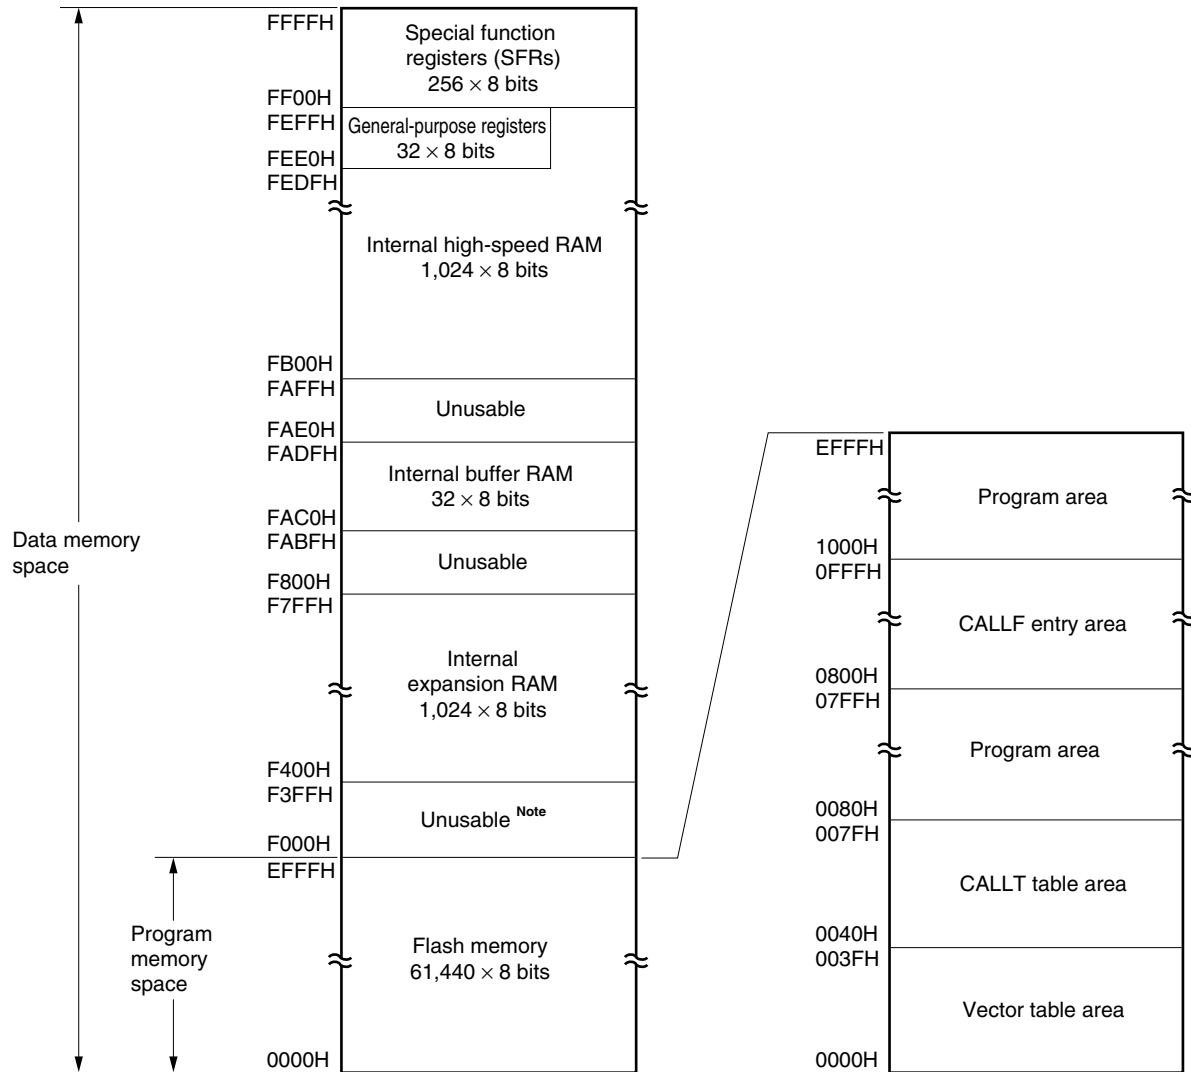 FFFFH
Special function
registers (SFRs)
256 × 8 bits
FF00H
FEFFH
General-purpose registers
32 × 8 bits
FEE0H
FEDFH
Internal high-speed RAM
1,024 × 8 bits
FB00H
FAFFH
Unusable
FAE0H
FADFH
Internal buffer RAM
32 × 8 bits
FAC0H
FABFH
Unusable
F800H
F7FFH
Internal
expansion RAM
1,024 × 8 bits
F400H
F3FFH
Unusable Note
F000H
EFFFH
Flash memory
61,440 × 8 bits
0000H
Data memory
space
Program
memory
space
EFFFH
Program area
1000H
0FFFH
CALLF entry area
0800H
07FFH
Program area
0080H
007FH
CALLT table area
0040H
003FH
Vector table area
0000H